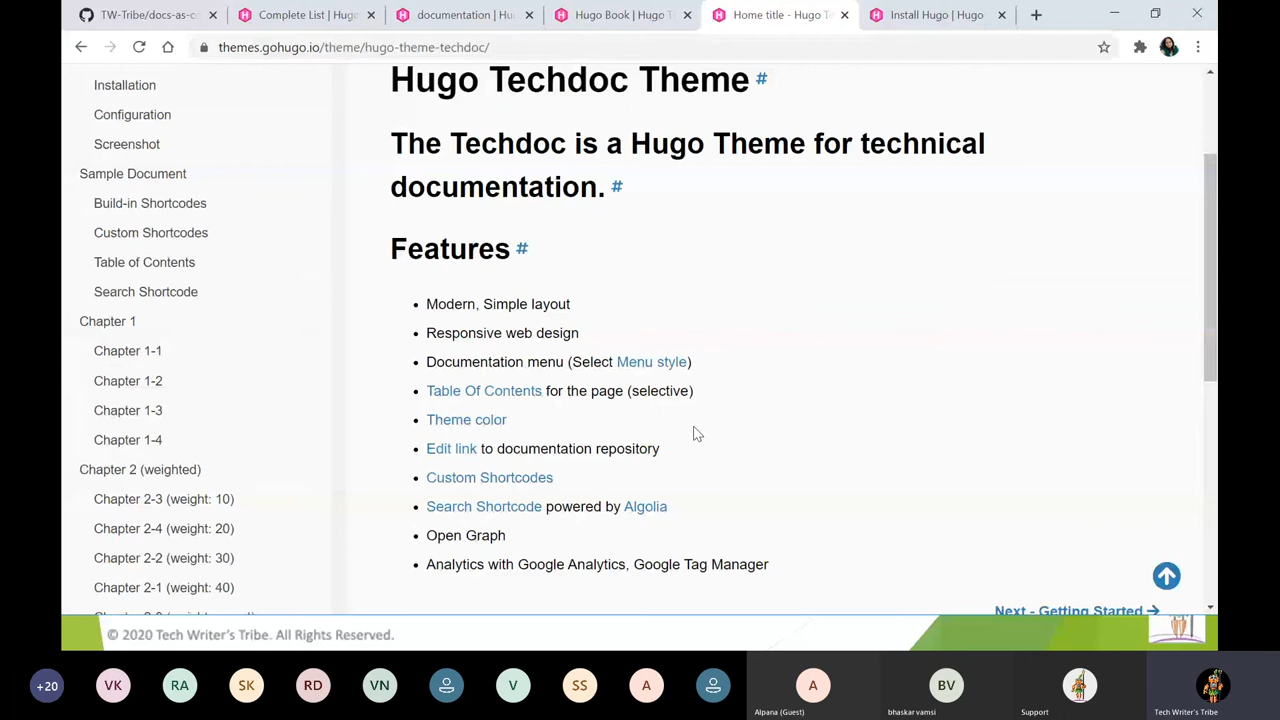 TW-Tribe/docs-as-co
Complete List | Hugo
documentation | Hu
Hugo Book | Hugo T
Home title - Hugo Te
Install Hugo | Hugo
themes.gohugo.io/theme/hugo-theme-techdoc/
Installation
Configuration
Screenshot
Sample Document
Build-in Shortcodes
Custom Shortcodes
Table of Contents
Search Shortcode
Chapter 1
Chapter 1-1
Chapter 1-2
Chapter 1-3
Chapter 1-4
Chapter 2 (weighted)
Chapter 2-3 (weight: 10)
Chapter 2-4 (weight: 20)
Chapter 2-2 (weight: 30)
Chapter 2-1 (weight: 40)
Hugo Techdoc Theme #
The Techdoc is a Hugo Theme for technical
documentation. #
Features #
• Modern, Simple layout
• Responsive web design
• Documentation menu (Select Menu style)
• Table Of Contents for the page (selective)
• Theme color
• Edit link to documentation repository
• Custom Shortcodes
• Search Shortcode powered by Algolia
• Open Graph
• Analytics with Google Analytics, Google Tag Manager
Next - Getting Started →
© 2020 Tech Writer's Tribe. All Rights Reserved.
+20
VK
RA
SK
RD
VN
V
SS
A
A
BV
Alpana (Guest)
bhaskar vamsi
Support
Tech Writer's Tribe